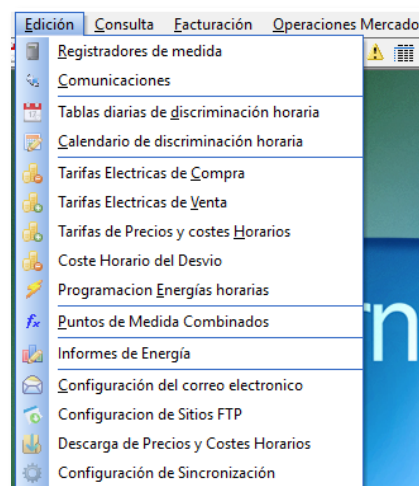 Edición Consulta Facturación Operaciones Mercado
Registradores de medida
Comunicaciones
Tablas diarias de discriminación horaria
Calendario de discriminación horaria
Tarifas Electricas de Compra
Tarifas Electricas de Venta
Tarifas de Precios y costes Horarios
Coste Horario del Desvio
Programacion Energías horarias
fx Puntos de Medida Combinados
Informes de Energía
Configuración del correo electronico
Configuracion de Sitios FTP
Descarga de Precios y Costes Horarios
Configuración de Sincronización
rn